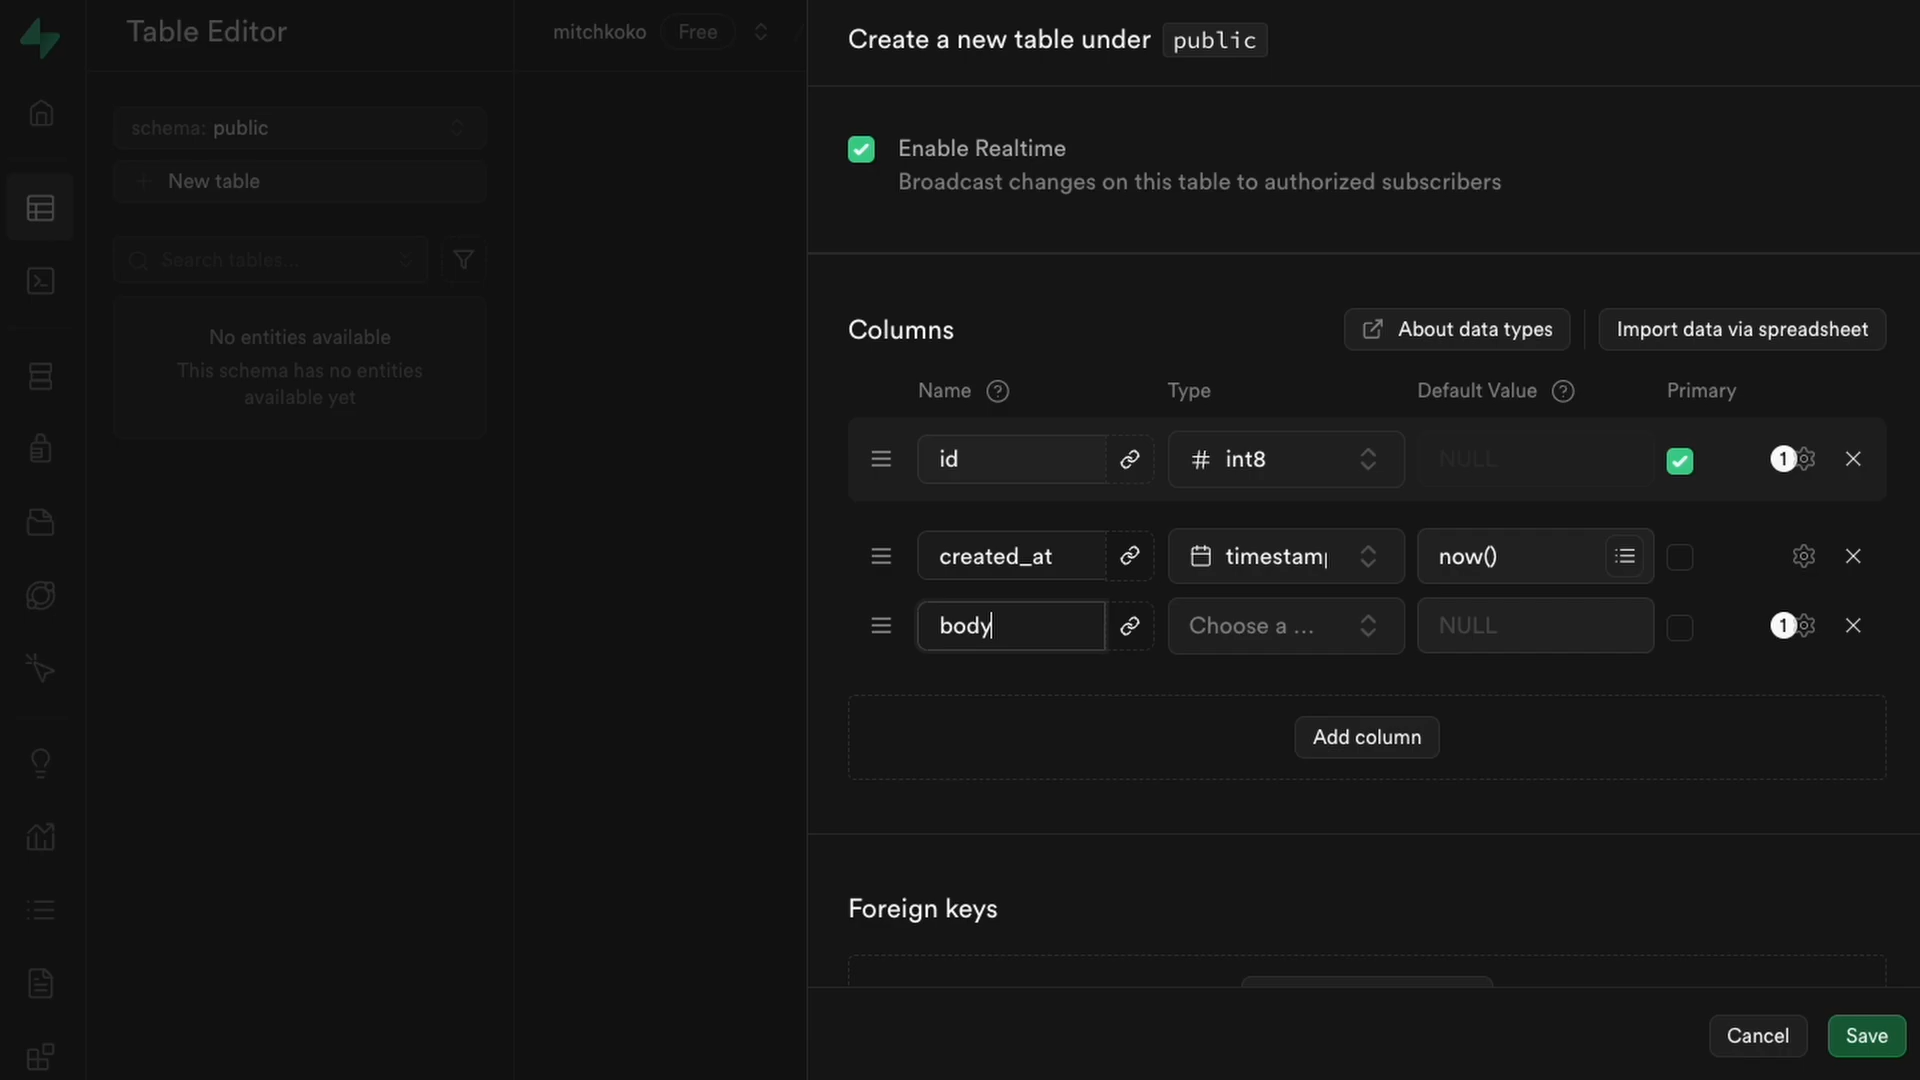 Table Editor
mitchkoko
Free
schema: public
New table
Search tables...
No entities available
This schema has no entities
available yet
Create a new table under public
Enable Realtime
Broadcast changes on this table to authorized subscribers
Columns
About data types
Import data via spreadsheet
Name
Type
Default Value
Primary
id
int8
NULL
1
created_at
timestamp
now()
body
Choose a ...
NULL
1
Add column
Foreign keys
Cancel
Save